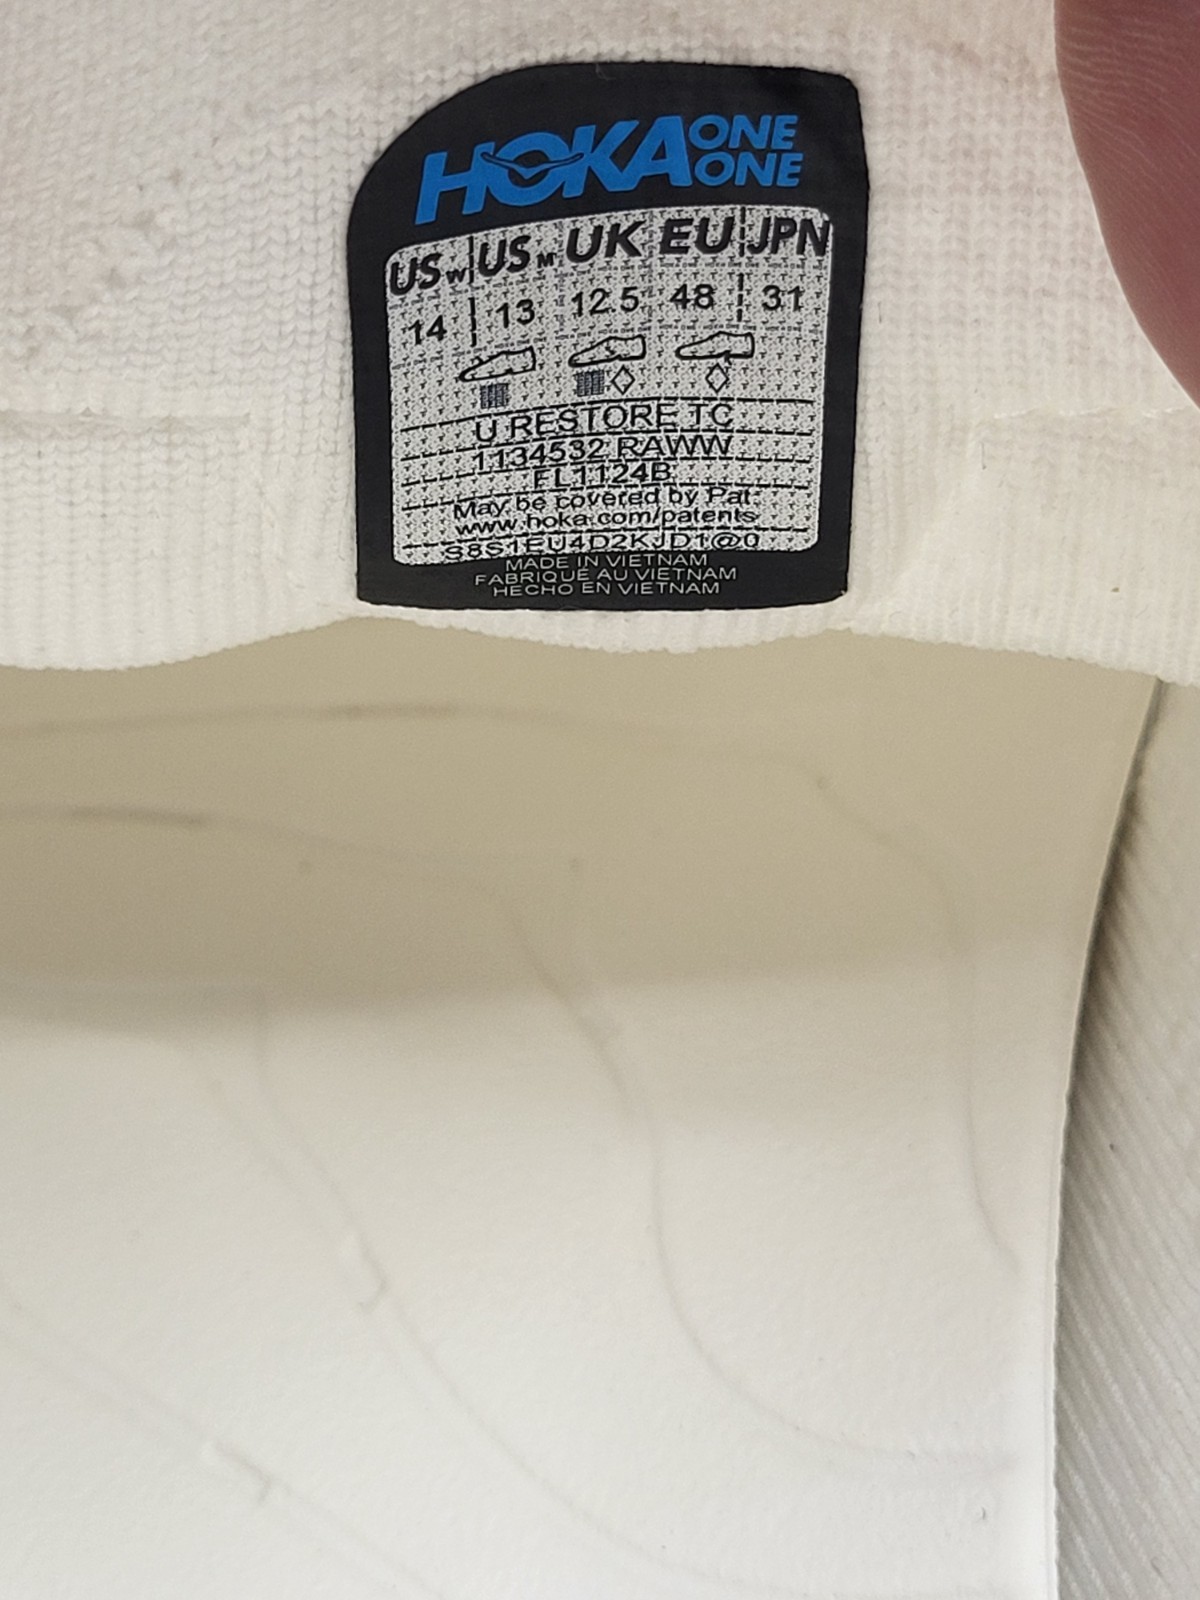 HOKA ONE ONE
US W US M UK EU JPN
14 13 12.5 48 31
U RESTORE TC
1134532 RAWW
FL1124B
May be covered by Pat.
www.hoka.com/patents
S8S1EU4D2KJD1@0
MADE IN VIETNAM
FABRIQUE AU VIETNAM
HECHO EN VIETNAM